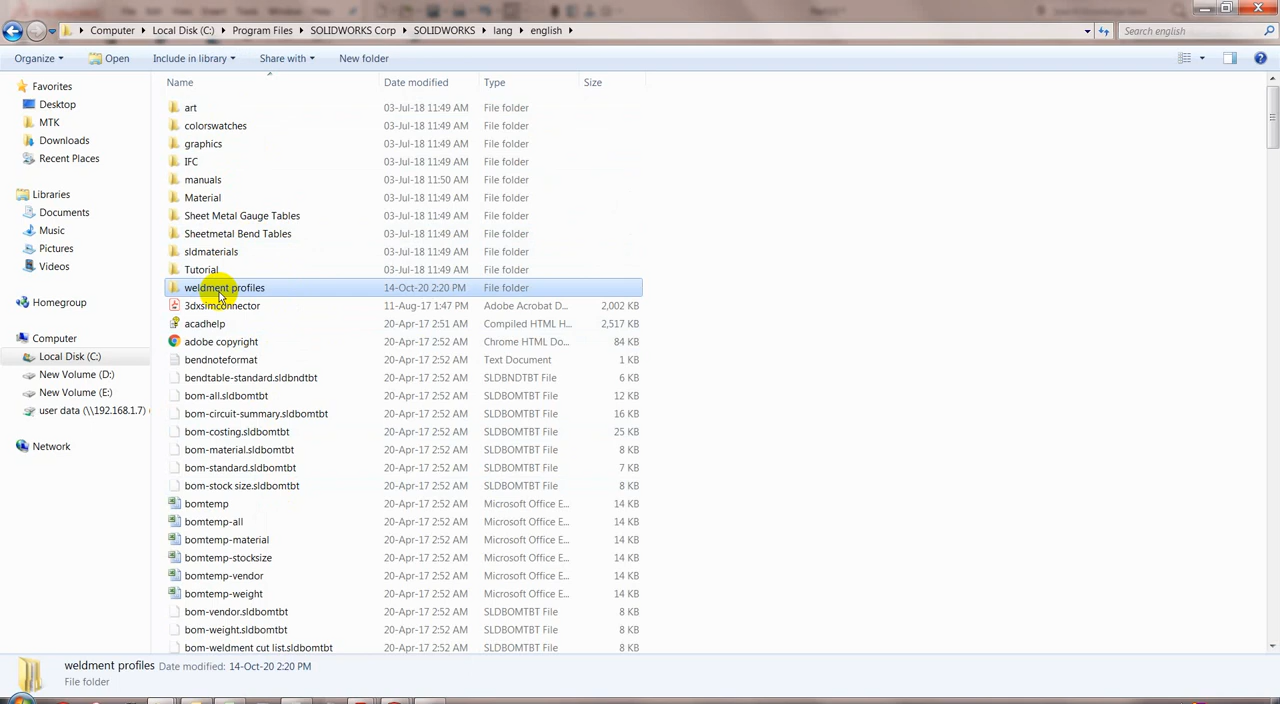 Computer Local Disk (C:) Program Files SOLIDWORKS Corp SOLIDWORKS lang english
Search english
Organize Open Include in library Share with New folder
Name Date modified Type Size
Favorites
Desktop
MTK
Downloads
Recent Places
Libraries
Documents
Music
Pictures
Videos
Homegroup
Computer
Local Disk (C:)
New Volume (D:)
New Volume (E:)
user data (\\192.168.1.7) (
Network
art 03-Jul-18 11:49 AM File folder
colorswatches 03-Jul-18 11:49 AM File folder
graphics 03-Jul-18 11:49 AM File folder
IFC 03-Jul-18 11:49 AM File folder
manuals 03-Jul-18 11:50 AM File folder
Material 03-Jul-18 11:49 AM File folder
Sheet Metal Gauge Tables 03-Jul-18 11:49 AM File folder
Sheetmetal Bend Tables 03-Jul-18 11:49 AM File folder
sldmaterials 03-Jul-18 11:49 AM File folder
Tutorial 03-Jul-18 11:49 AM File folder
weldment profiles 14-Oct-20 2:20 PM File folder
3dxsimconnector 11-Aug-17 1:47 PM Adobe Acrobat D... 2,002 KB
acadhelp 20-Apr-17 2:51 AM Compiled HTML H... 2,517 KB
adobe copyright 20-Apr-17 2:52 AM Chrome HTML Do... 84 KB
bendnoteformat 20-Apr-17 2:52 AM Text Document 1 KB
bendtable-standard.sldbndtbt 20-Apr-17 2:52 AM SLDBNDTBT File 6 KB
bom-all.sldbomtbt 20-Apr-17 2:52 AM SLDBOMTBT File 12 KB
bom-circuit-summary.sldbomtbt 20-Apr-17 2:52 AM SLDBOMTBT File 16 KB
bom-costing.sldbomtbt 20-Apr-17 2:52 AM SLDBOMTBT File 25 KB
bom-material.sldbomtbt 20-Apr-17 2:52 AM SLDBOMTBT File 8 KB
bom-standard.sldbomtbt 20-Apr-17 2:52 AM SLDBOMTBT File 7 KB
bom-stock size.sldbomtbt 20-Apr-17 2:52 AM SLDBOMTBT File 8 KB
bomtemp 20-Apr-17 2:52 AM Microsoft Office E... 14 KB
bomtemp-all 20-Apr-17 2:52 AM Microsoft Office E... 14 KB
bomtemp-material 20-Apr-17 2:52 AM Microsoft Office E... 14 KB
bomtemp-stocksize 20-Apr-17 2:52 AM Microsoft Office E... 14 KB
bomtemp-vendor 20-Apr-17 2:52 AM Microsoft Office E... 14 KB
bomtemp-weight 20-Apr-17 2:52 AM Microsoft Office E... 14 KB
bom-vendor.sldbomtbt 20-Apr-17 2:52 AM SLDBOMTBT File 8 KB
bom-weight.sldbomtbt 20-Apr-17 2:52 AM SLDBOMTBT File 8 KB
bom-weldment cut list.sldbomtbt 20-Apr-17 2:52 AM SLDBOMTBT File 8 KB
weldment profiles Date modified: 14-Oct-20 2:20 PM
File folder